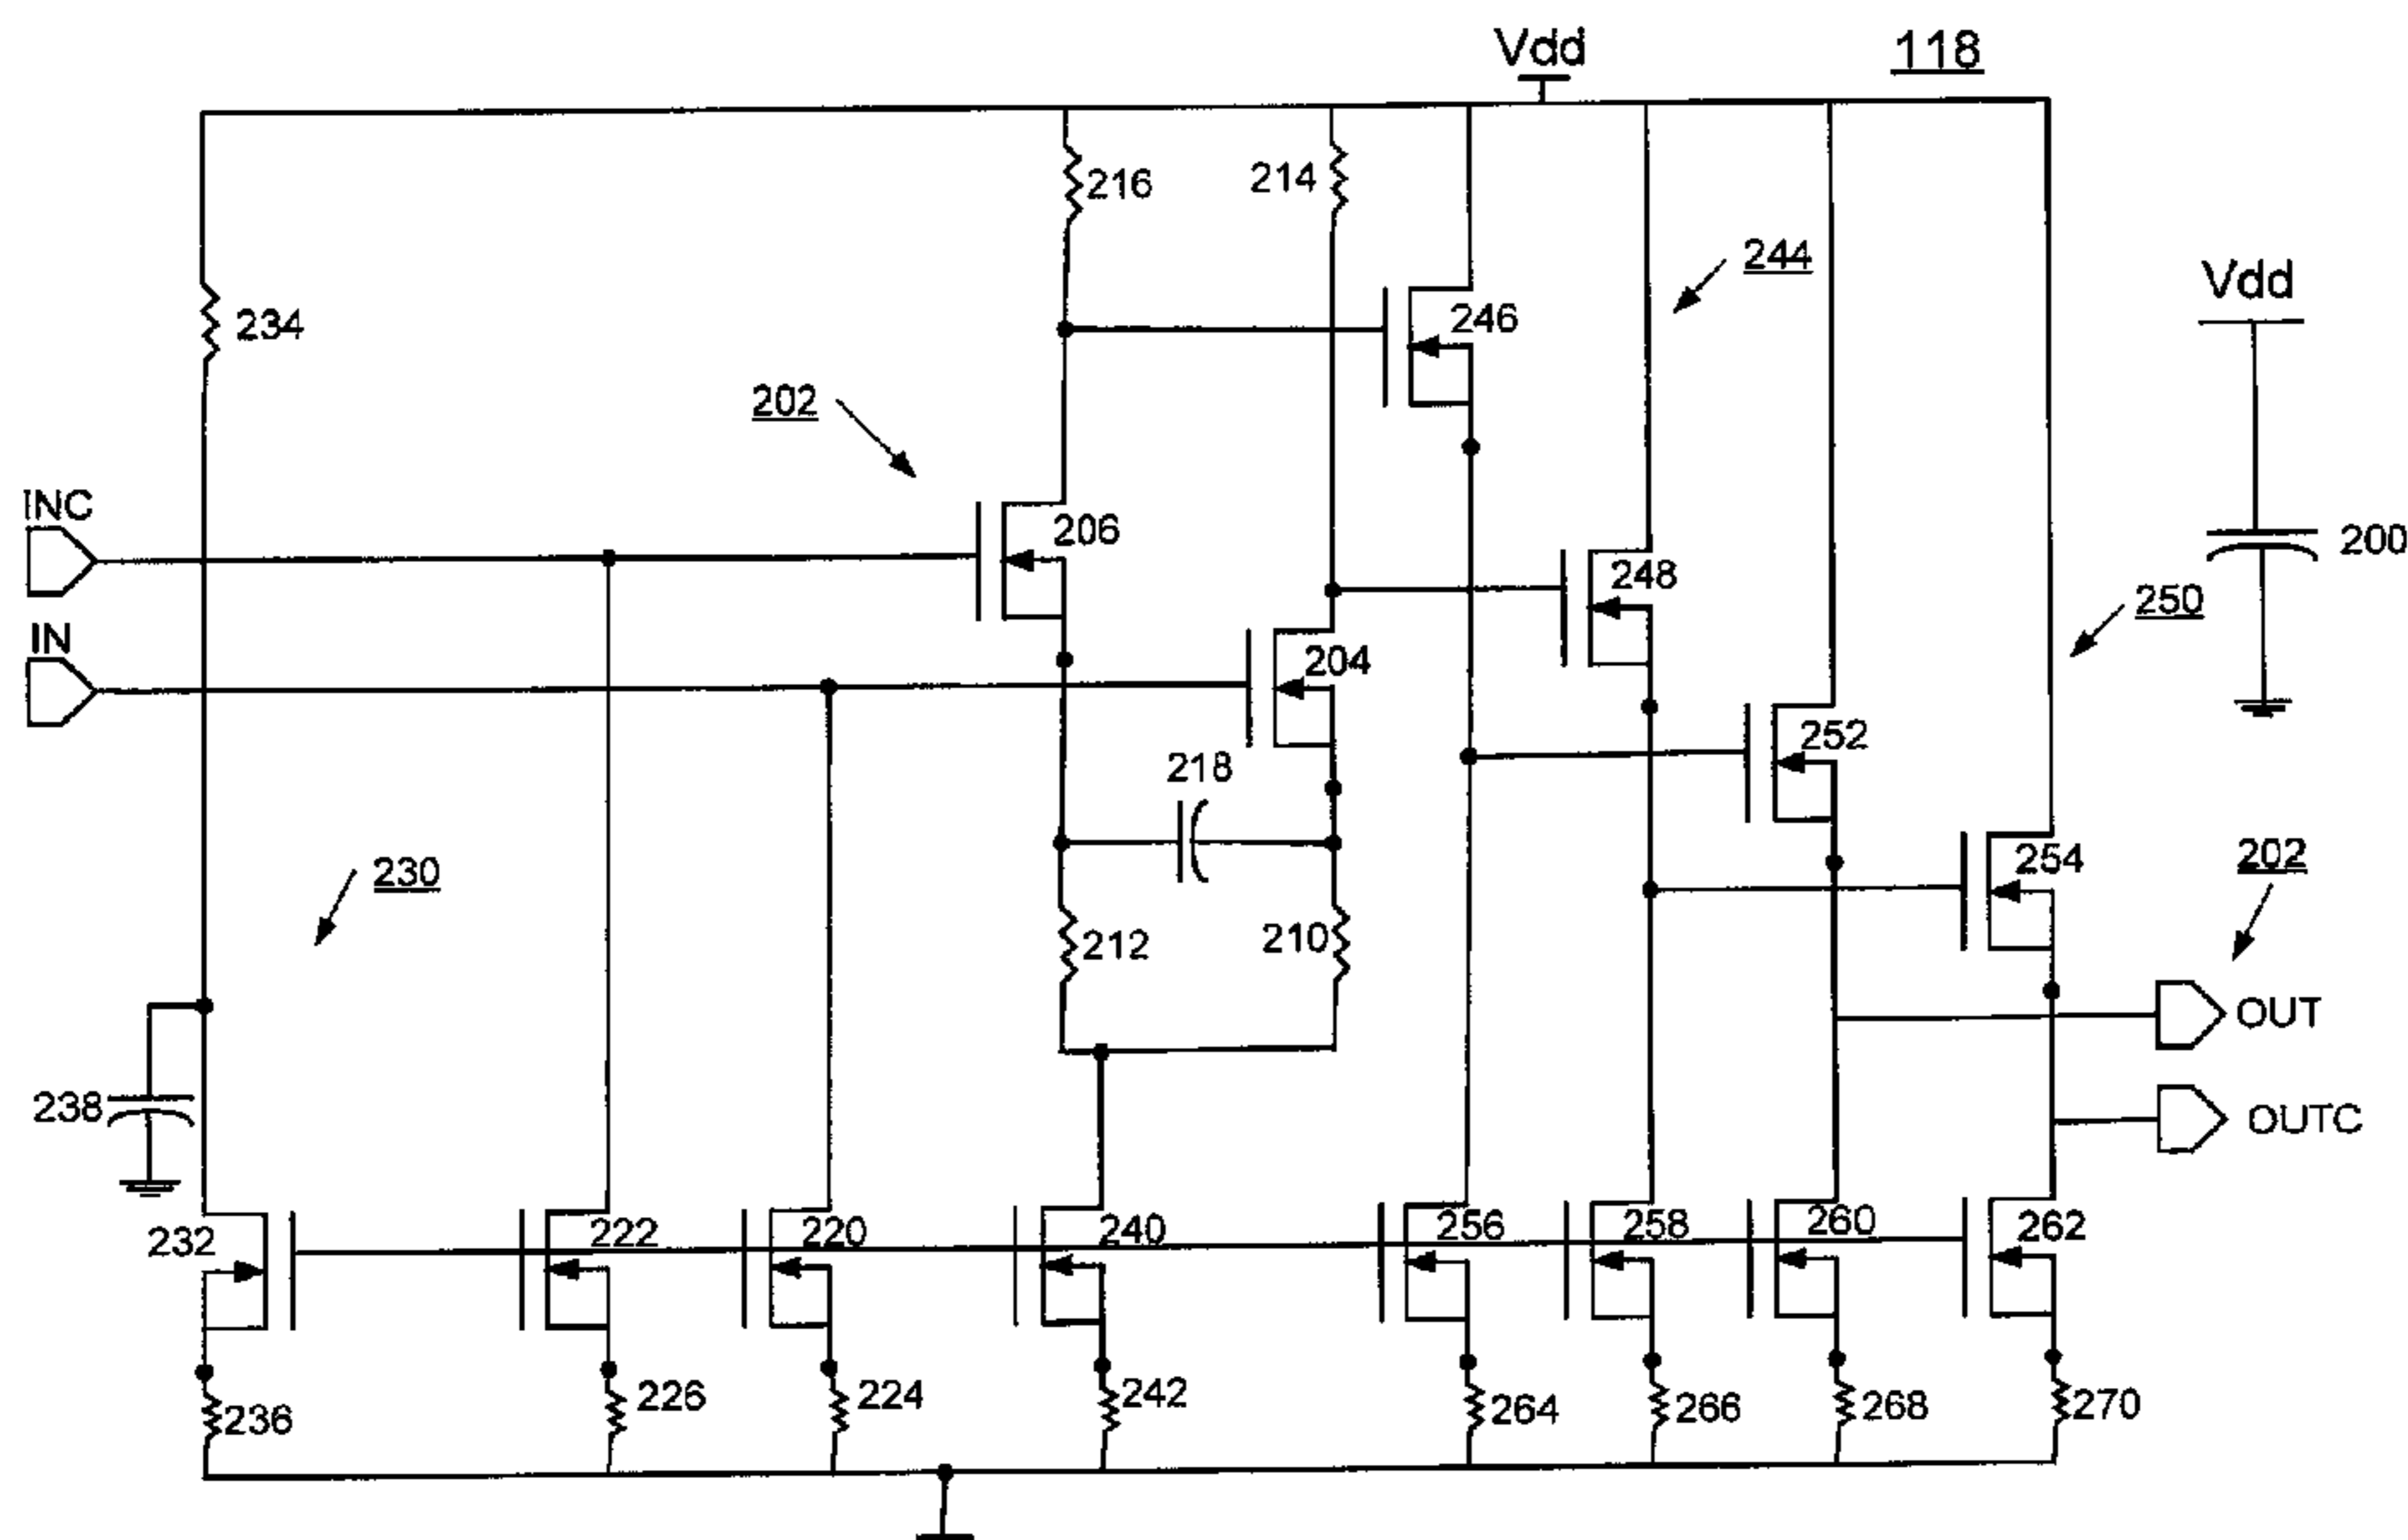 Vdd 118
216 214
244
234 246 Vdd
202
INC 206 248 200
IN 204 250
218 252
230 254 202
212 210
OUT
238 OUTC
232 222 220 240 256 258 260 262
236 226 224 242 264 266 268 270